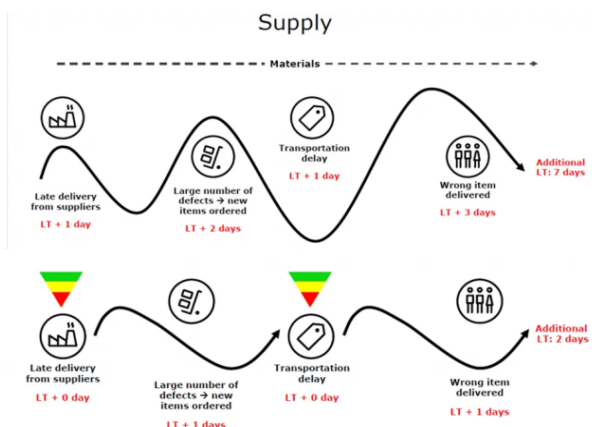 Supply
Materials
Late delivery
from suppliers
LT + 1 day
Large number of
defects → new
items ordered
LT + 2 days
Transportation
delay
LT + 1 day
Wrong item
delivered
LT + 3 days
Additional
LT: 7 days
Late delivery
from suppliers
LT + 0 day
Large number of
defects → new
items ordered
LT + 1 days
Transportation
delay
LT + 0 day
Wrong item
delivered
LT + 1 days
Additional
LT: 2 days